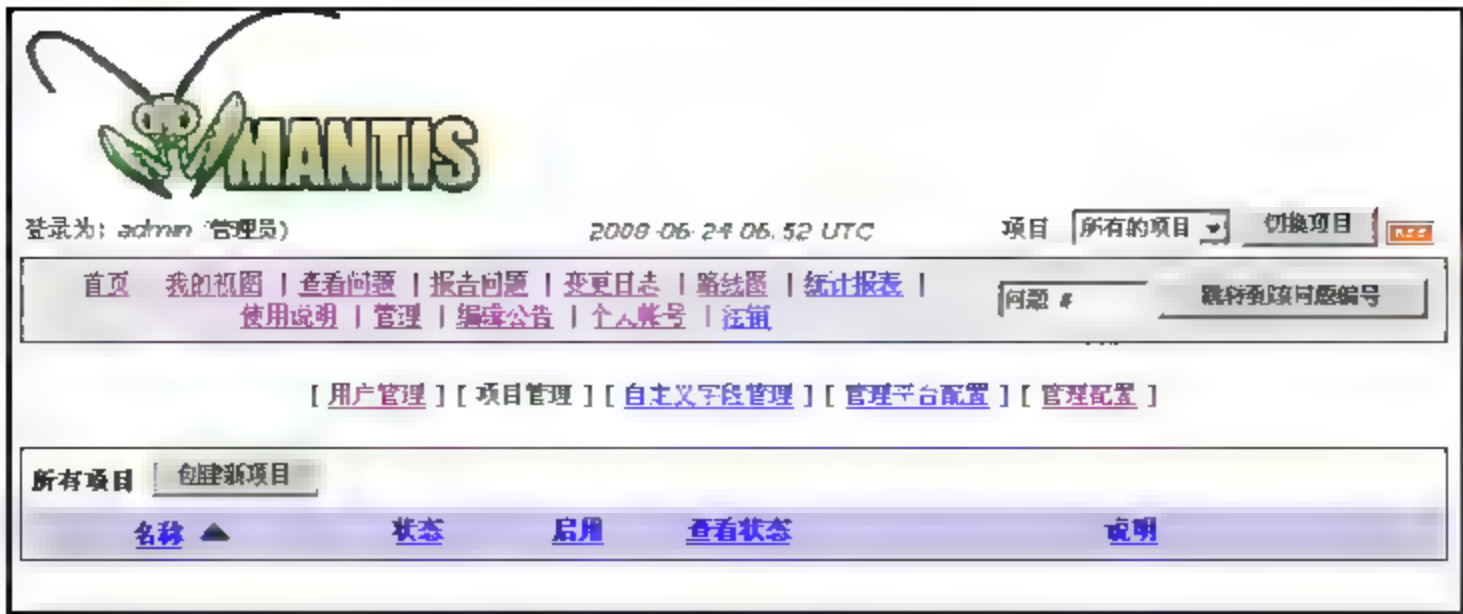 MANTIS
登录为: admin (管理员) 2008-06-24 06:52 UTC 项目 所有的项目 切换项目 RSS
首页 我的视图 | 查看问题 | 报告问题 | 变更日志 | 路线图 | 统计报表 | 问题 # 跳转到该问题编号
使用说明 | 管理 | 编辑公告 | 个人帐号 | 注销
[ 用户管理 ] [ 项目管理 ] [ 自定义字段管理 ] [ 管理平台配置 ] [ 管理配置 ]
所有项目 创建新项目
名称 状态 启用 查看状态 说明